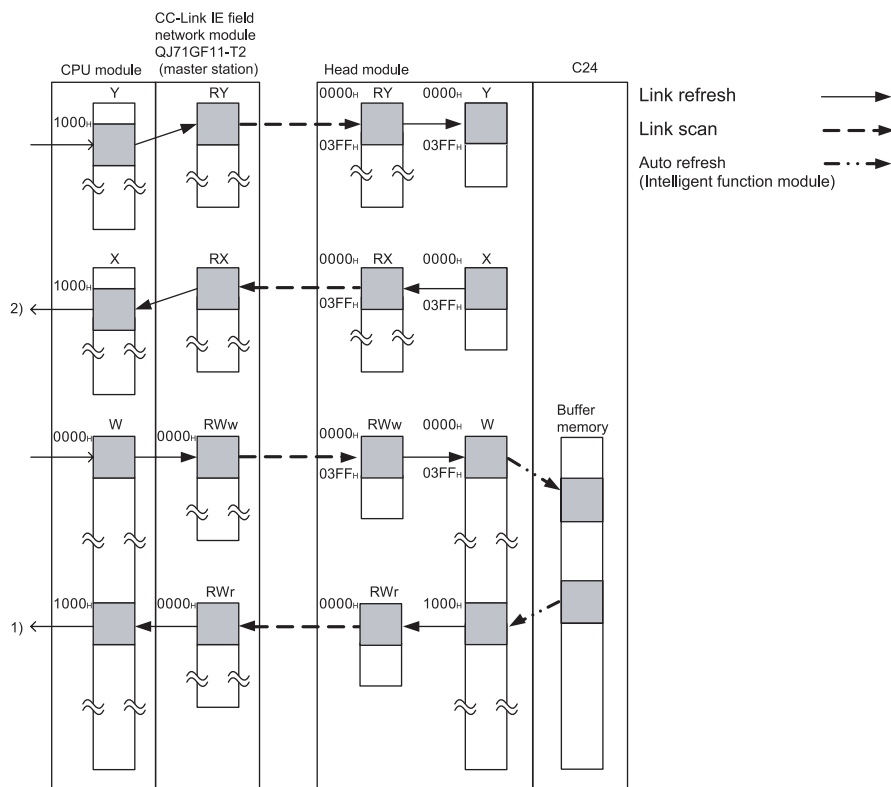 CC-Link IE field
network module
QJ71GF11-T2
(master station)
CPU module
Head module
C24
Y
RY
0000H RY
0000H Y
1000H
03FFH
03FFH
X
RX
0000H RX
0000H X
1000H
2)
03FFH
03FFH
W
RWw
RWw
0000H W
0000H
0000H
0000H
03FFH
03FFH
Buffer
memory
RWr
RWr
1000H
0000H
0000H
1000H
1)
Link refresh
Link scan
Auto refresh
(Intelligent function module)